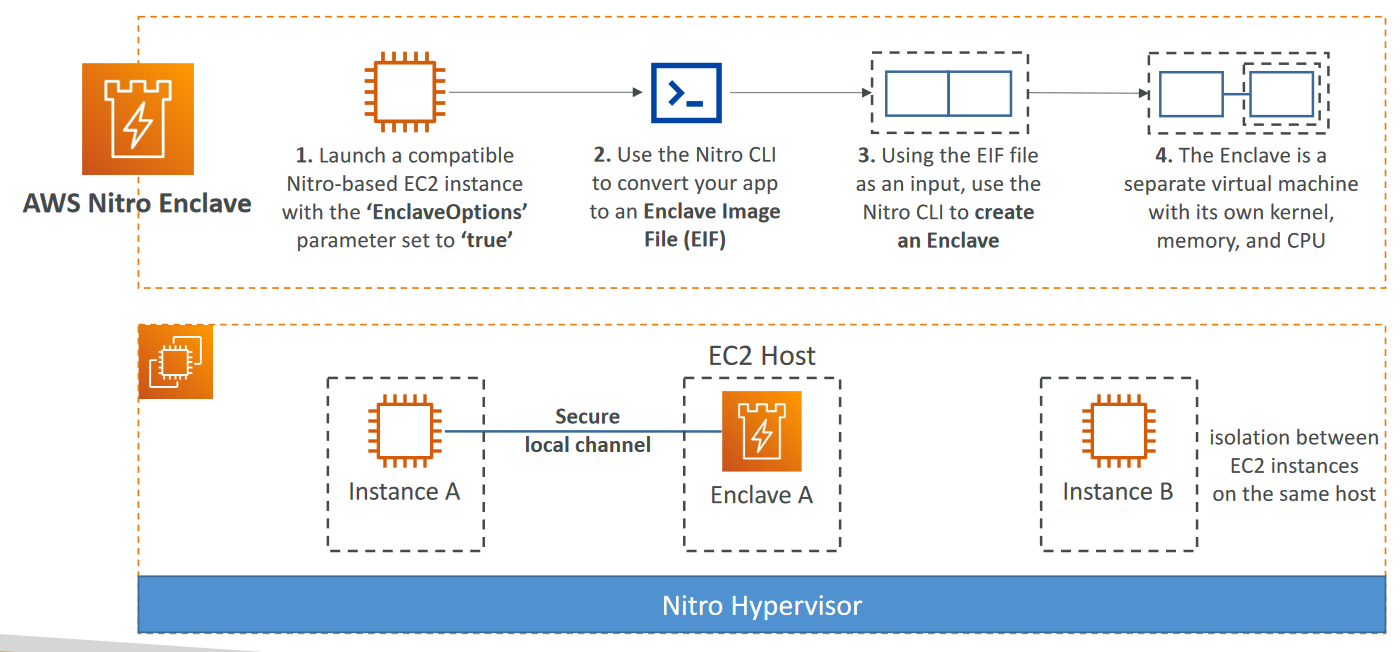 AWS Nitro Enclave
1. Launch a compatible
Nitro-based EC2 instance
with the ‘EnclaveOptions’
parameter set to ‘true’
2. Use the Nitro CLI
to convert your app
to an Enclave Image
File (EIF)
3. Using the EIF file
as an input, use the
Nitro CLI to create
an Enclave
4. The Enclave is a
separate virtual machine
with its own kernel,
memory, and CPU
EC2 Host
Secure
local channel
Instance A
Enclave A
Instance B
isolation between
EC2 instances
on the same host
Nitro Hypervisor